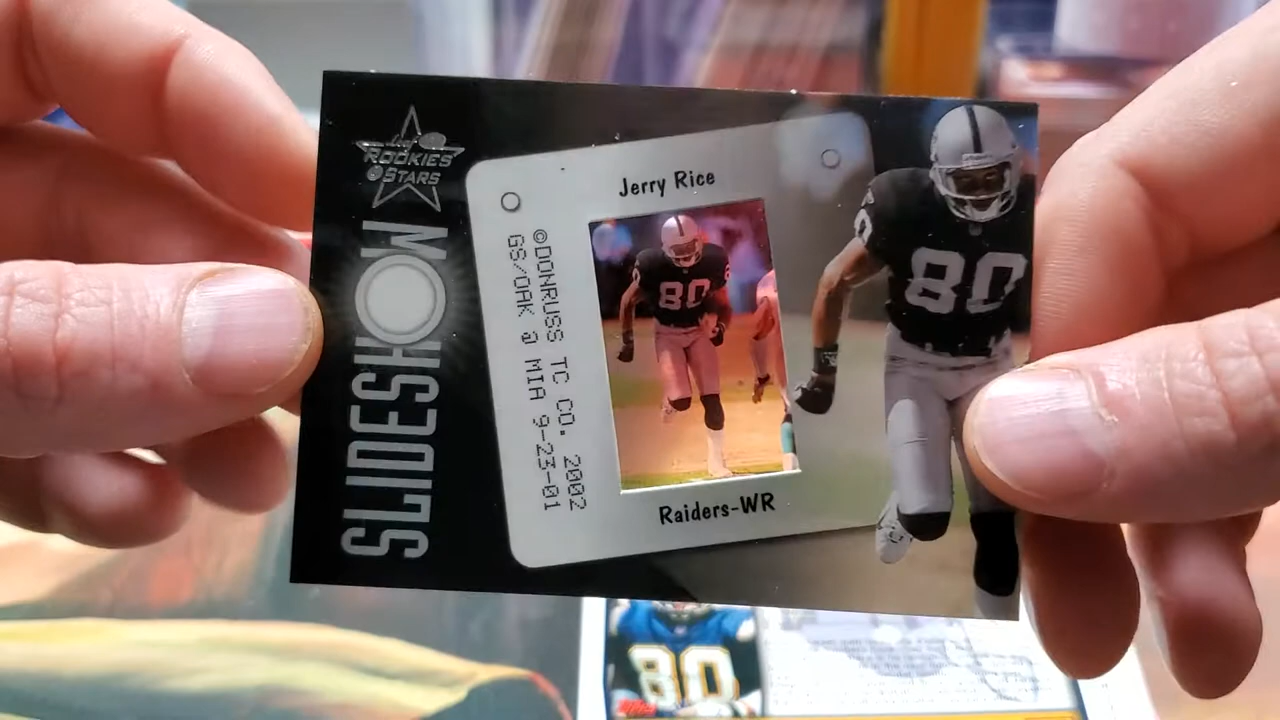 ROOKIES
& STARS
SLIDESHOW
Jerry Rice
©DONRUSS TC CO. 2002
GS/OAK @ MIA 9-23-01
80
Raiders-WR
80
80